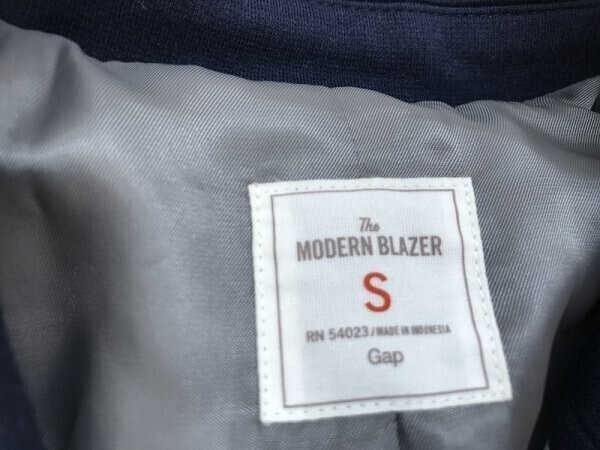 The
MODERN BLAZER
S
RN 54023 / MADE IN INDONESIA
Gap